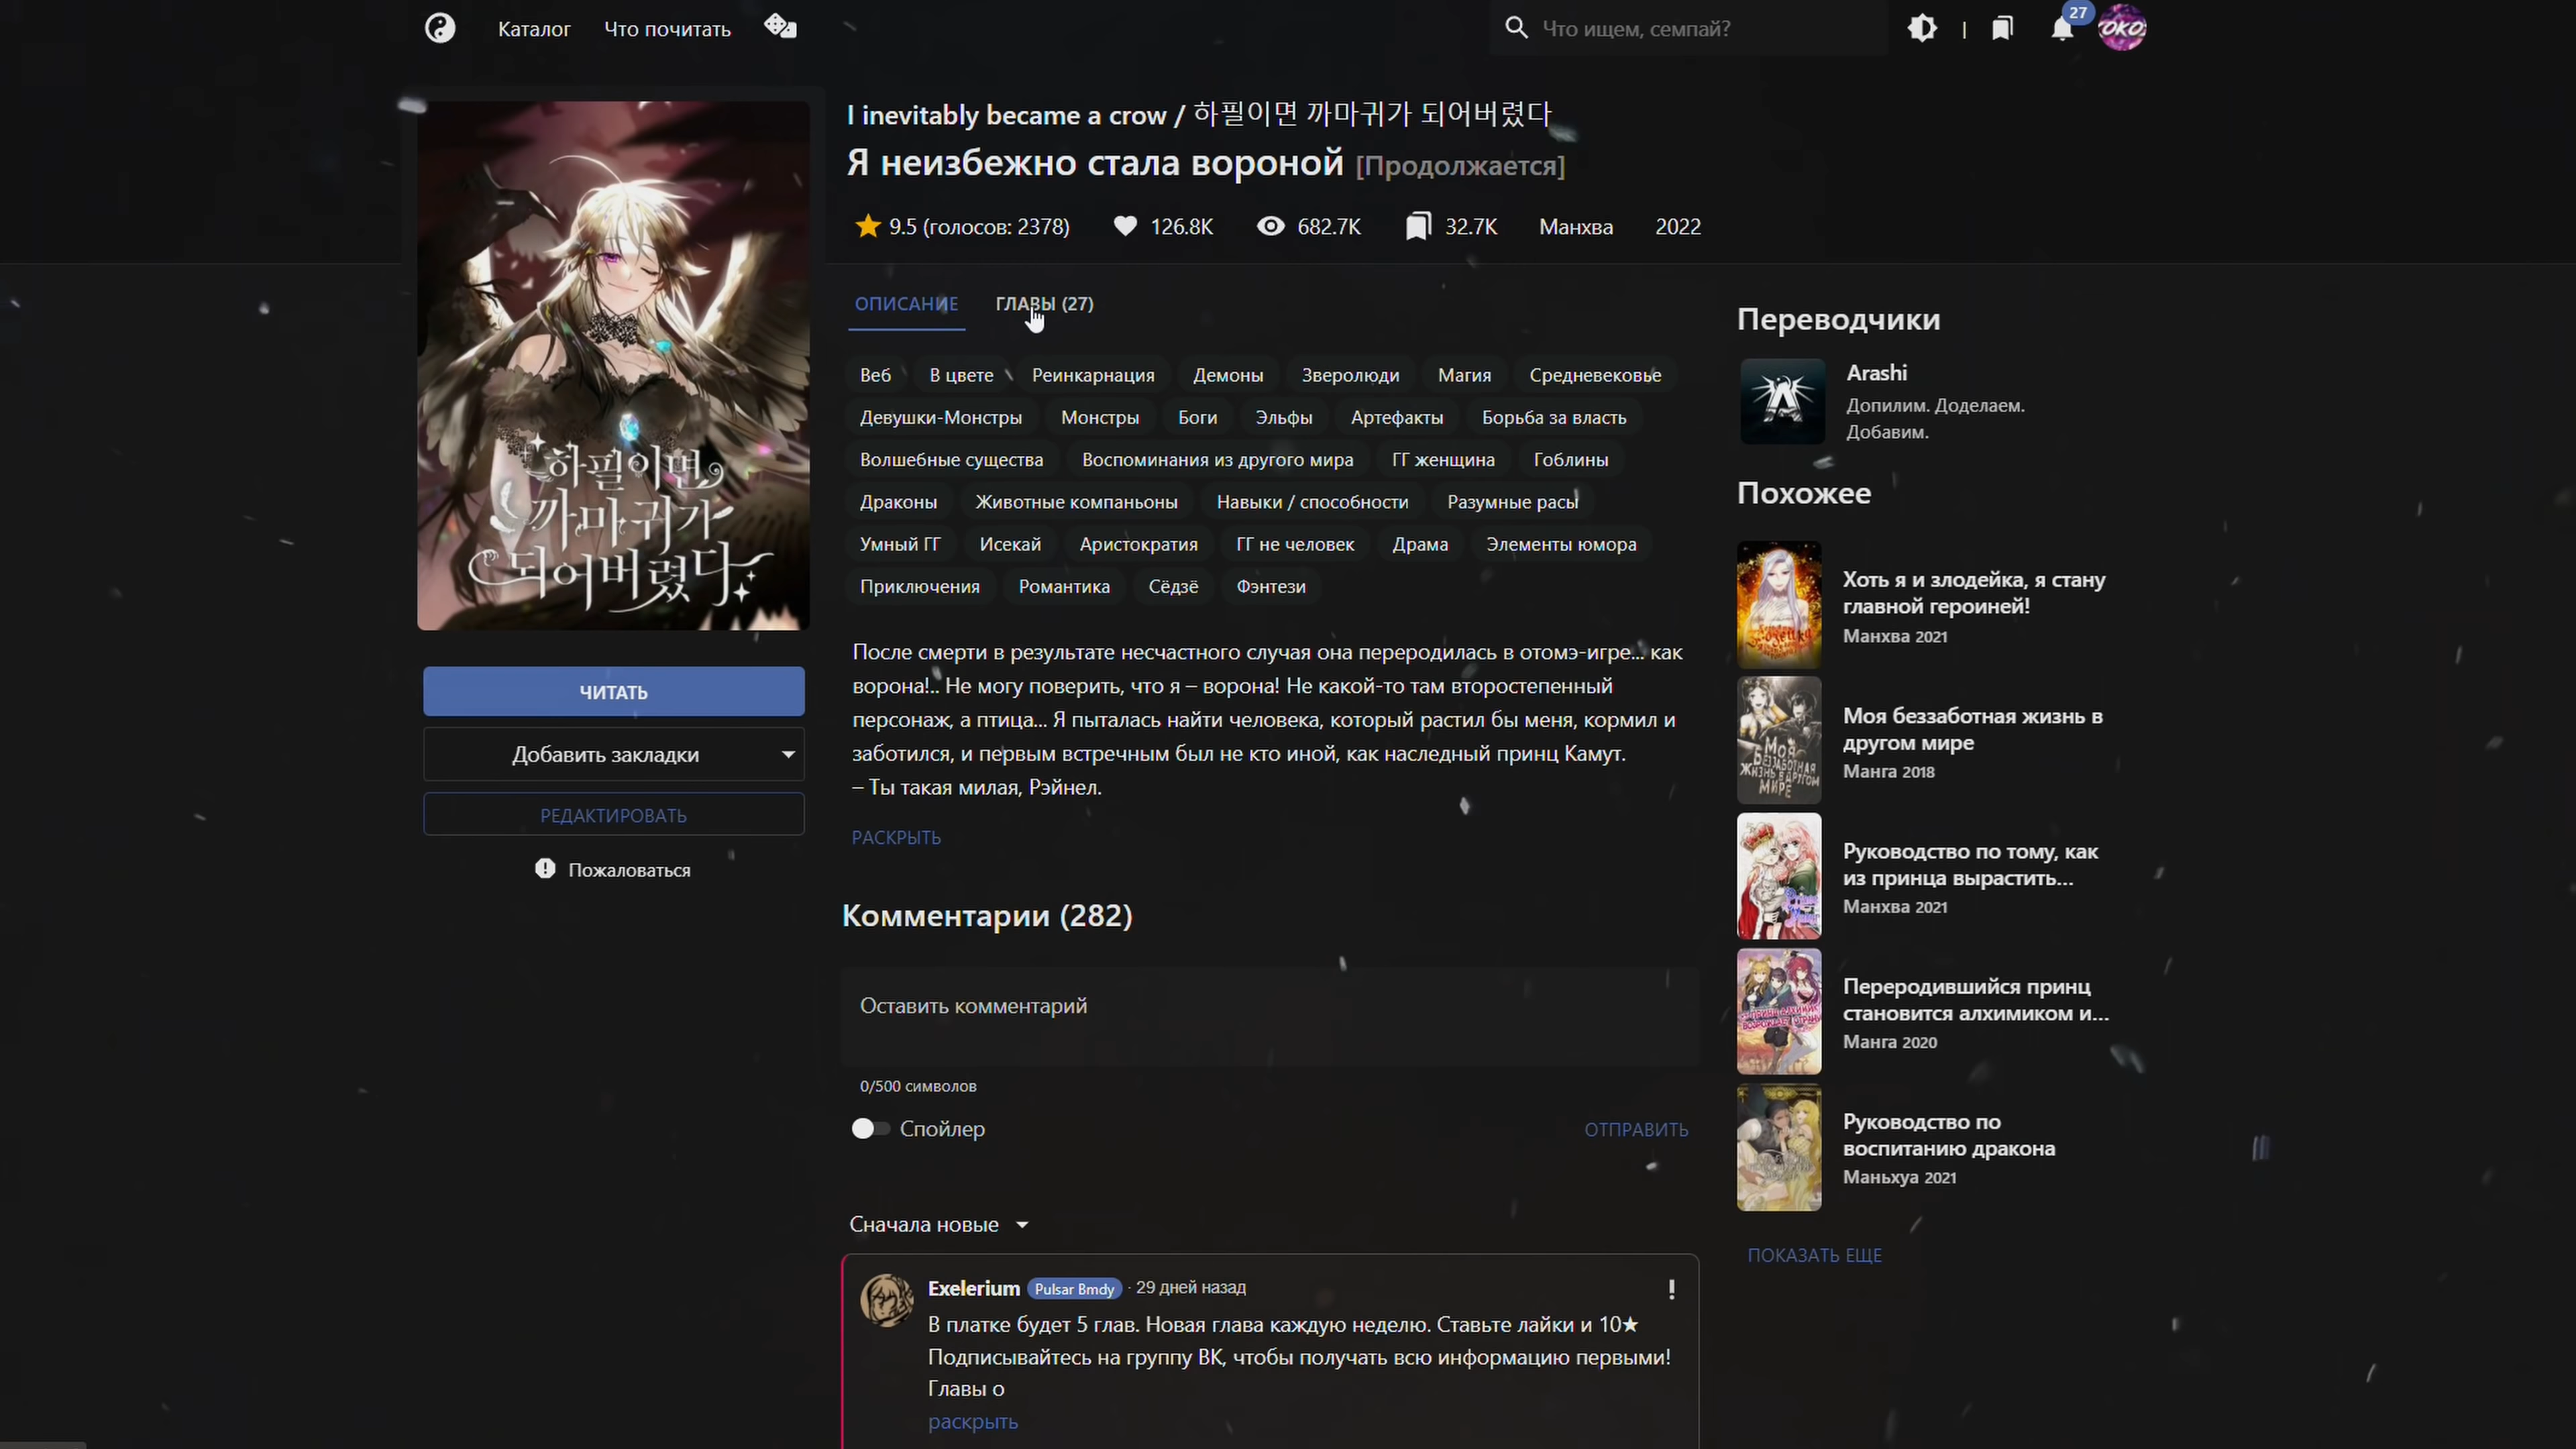 Каталог
Что почитать
Что ищем, семпай?
27
OKO
I inevitably became a crow / 하필이면 까마귀가 되어버렸다
Я неизбежно стала вороной [Продолжается]
9.5 (голосов: 2378)
126.8K
682.7K
32.7K
Манхва
2022
하필이면
까마귀가
되어버렸다
ОПИСАНИЕ
ГЛАВЫ (27)
Веб
В цвете
Реинкарнация
Демоны
Зверолюди
Магия
Средневековье
Девушки-Монстры
Монстры
Боги
Эльфы
Артефакты
Борьба за власть
Волшебные существа
Воспоминания из другого мира
ГГ женщина
Гоблины
Драконы
Животные компаньоны
Навыки / способности
Разумные расы
Умный ГГ
Исекай
Аристократия
ГГ не человек
Драма
Элементы юмора
Приключения
Романтика
Сёдзё
Фэнтези
После смерти в результате несчастного случая она переродилась в отомэ-игре... как
ворона!.. Не могу поверить, что я – ворона! Не какой-то там второстепенный
персонаж, а птица... Я пыталась найти человека, который растил бы меня, кормил и
заботился, и первым встречным был не кто иной, как наследный принц Камут.
– Ты такая милая, Рэйнел.
РАСКРЫТЬ
ЧИТАТЬ
Добавить закладки
РЕДАКТИРОВАТЬ
Пожаловаться
Комментарии (282)
Оставить комментарий
0/500 символов
Спойлер
ОТПРАВИТЬ
Сначала новые
Exelerium Pulsar Bmdy · 29 дней назад
В платке будет 5 глав. Новая глава каждую неделю. Ставьте лайки и 10★
Подписывайтесь на группу ВК, чтобы получать всю информацию первыми!
Главы о
раскрыть
Переводчики
Arashi
Допилим. Доделаем.
Добавим.
Похожее
Хоть я и злодейка, я стану
главной героиней!
Манхва 2021
Моя
Беззаботная
жизнь в другом
мире
Моя беззаботная жизнь в
другом мире
Манга 2018
Руководство по тому, как
из принца вырастить...
Манхва 2021
Переродившийся принц
становится алхимиком и...
Манга 2020
Руководство по
воспитанию дракона
Маньхуа 2021
ПОКАЗАТЬ ЕЩЕ